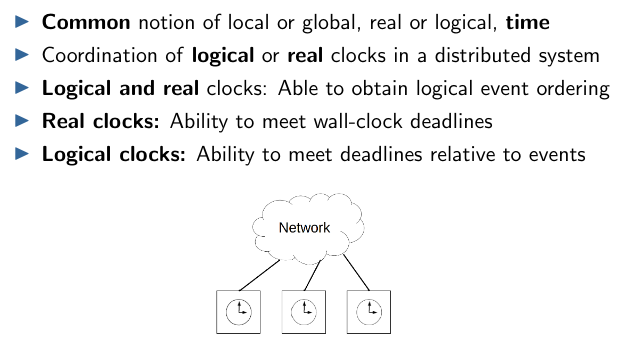 ▶ Common notion of local or global, real or logical, time
▶ Coordination of logical or real clocks in a distributed system
▶ Logical and real clocks: Able to obtain logical event ordering
▶ Real clocks: Ability to meet wall-clock deadlines
▶ Logical clocks: Ability to meet deadlines relative to events
Network